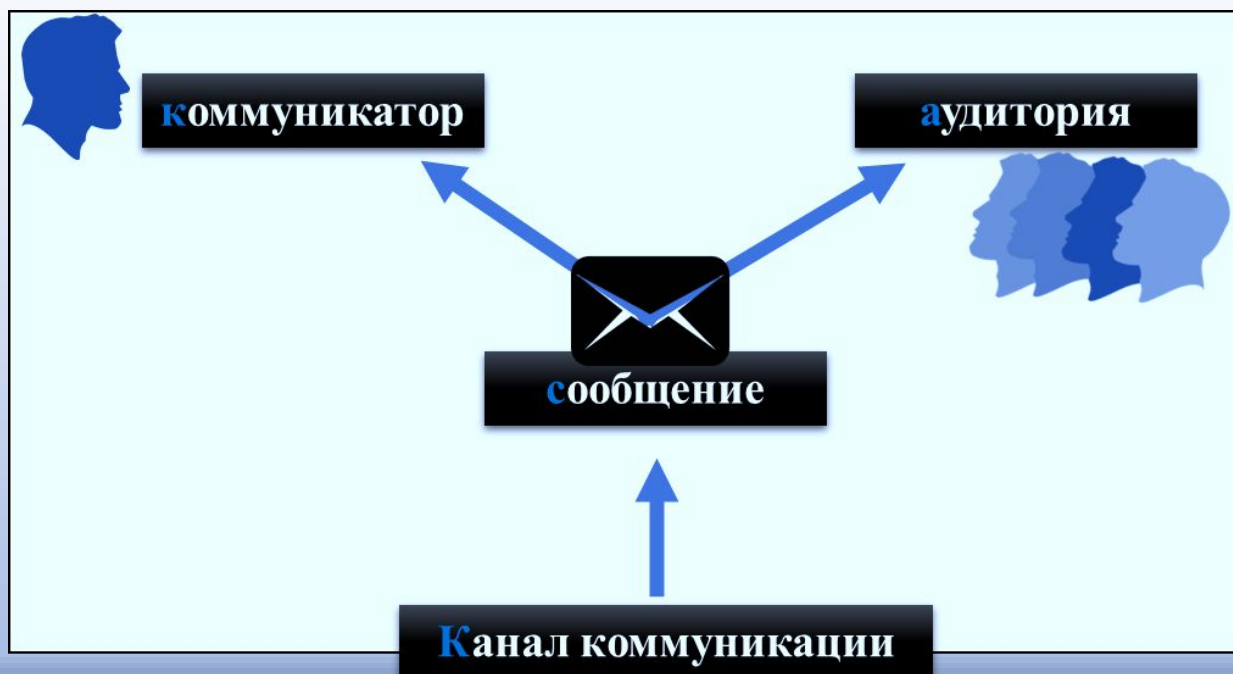 коммуникатор
аудитория
сообщение
Канал коммуникации